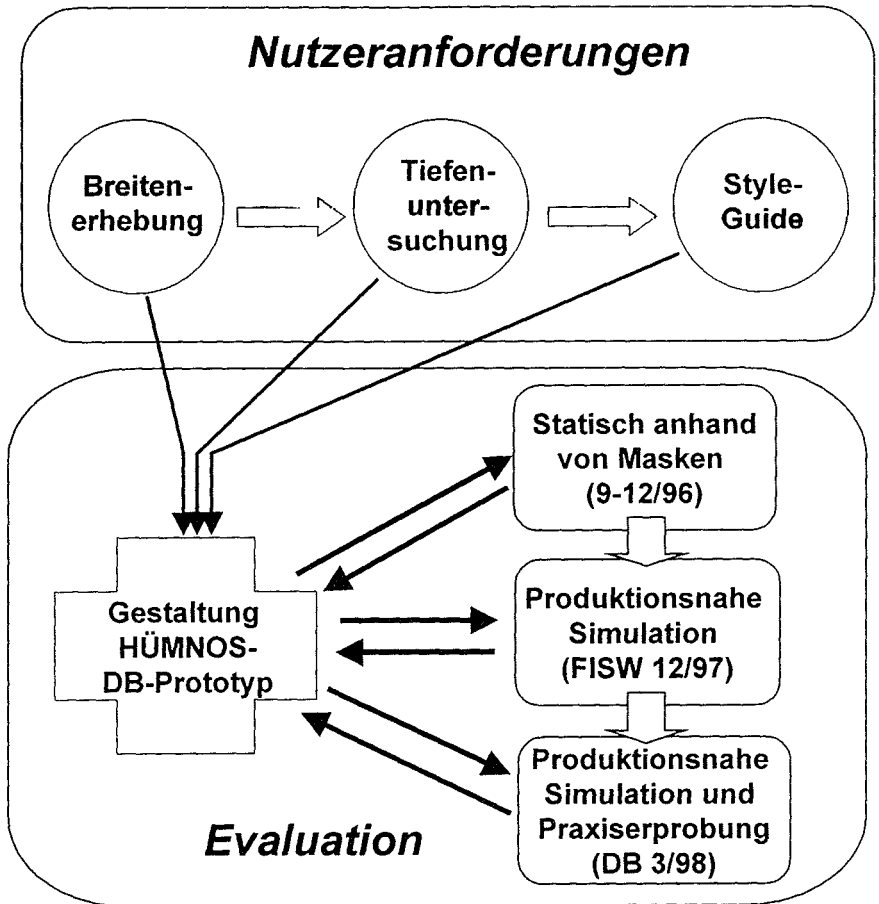 Nutzeranforderungen
Breiten-
erhebung
Tiefen-
unter-
suchung
Style-
Guide
Statisch anhand
von Masken
(9-12/96)
Gestaltung
HÜMNOS-
DB-Prototyp
Produktionsnahe
Simulation
(FISW 12/97)
Produktionsnahe
Simulation und
Praxiserprobung
(DB 3/98)
Evaluation